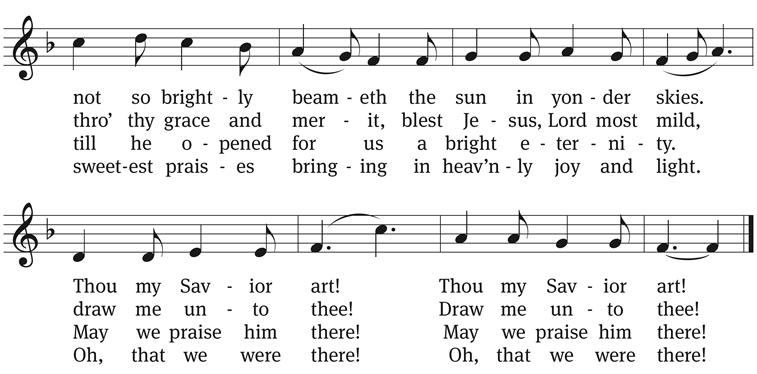 not so bright - ly beam - eth the sun in yon - der skies.
thro' thy grace and mer - it, blest Je - sus, Lord most mild,
till he o - pened for us a bright e - ter - ni - ty.
sweet-est prais - es bring - ing in heav'n - ly joy and light.
Thou my Sav - ior art! Thou my Sav - ior art!
draw me un - to thee! Draw me un - to thee!
May we praise him there! May we praise him there!
Oh, that we were there! Oh, that we were there!